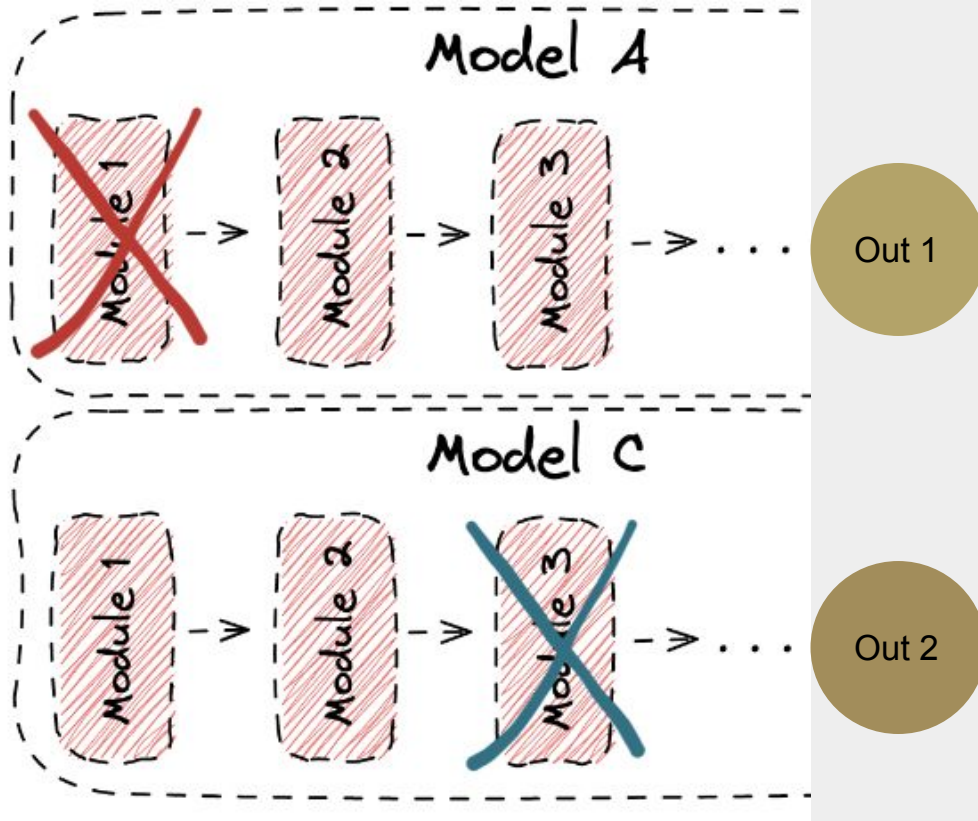 Model A
Module 1
Module 2
Module 3
. . .
Out 1
Model C
Module 1
Module 2
Module 3
. . .
Out 2